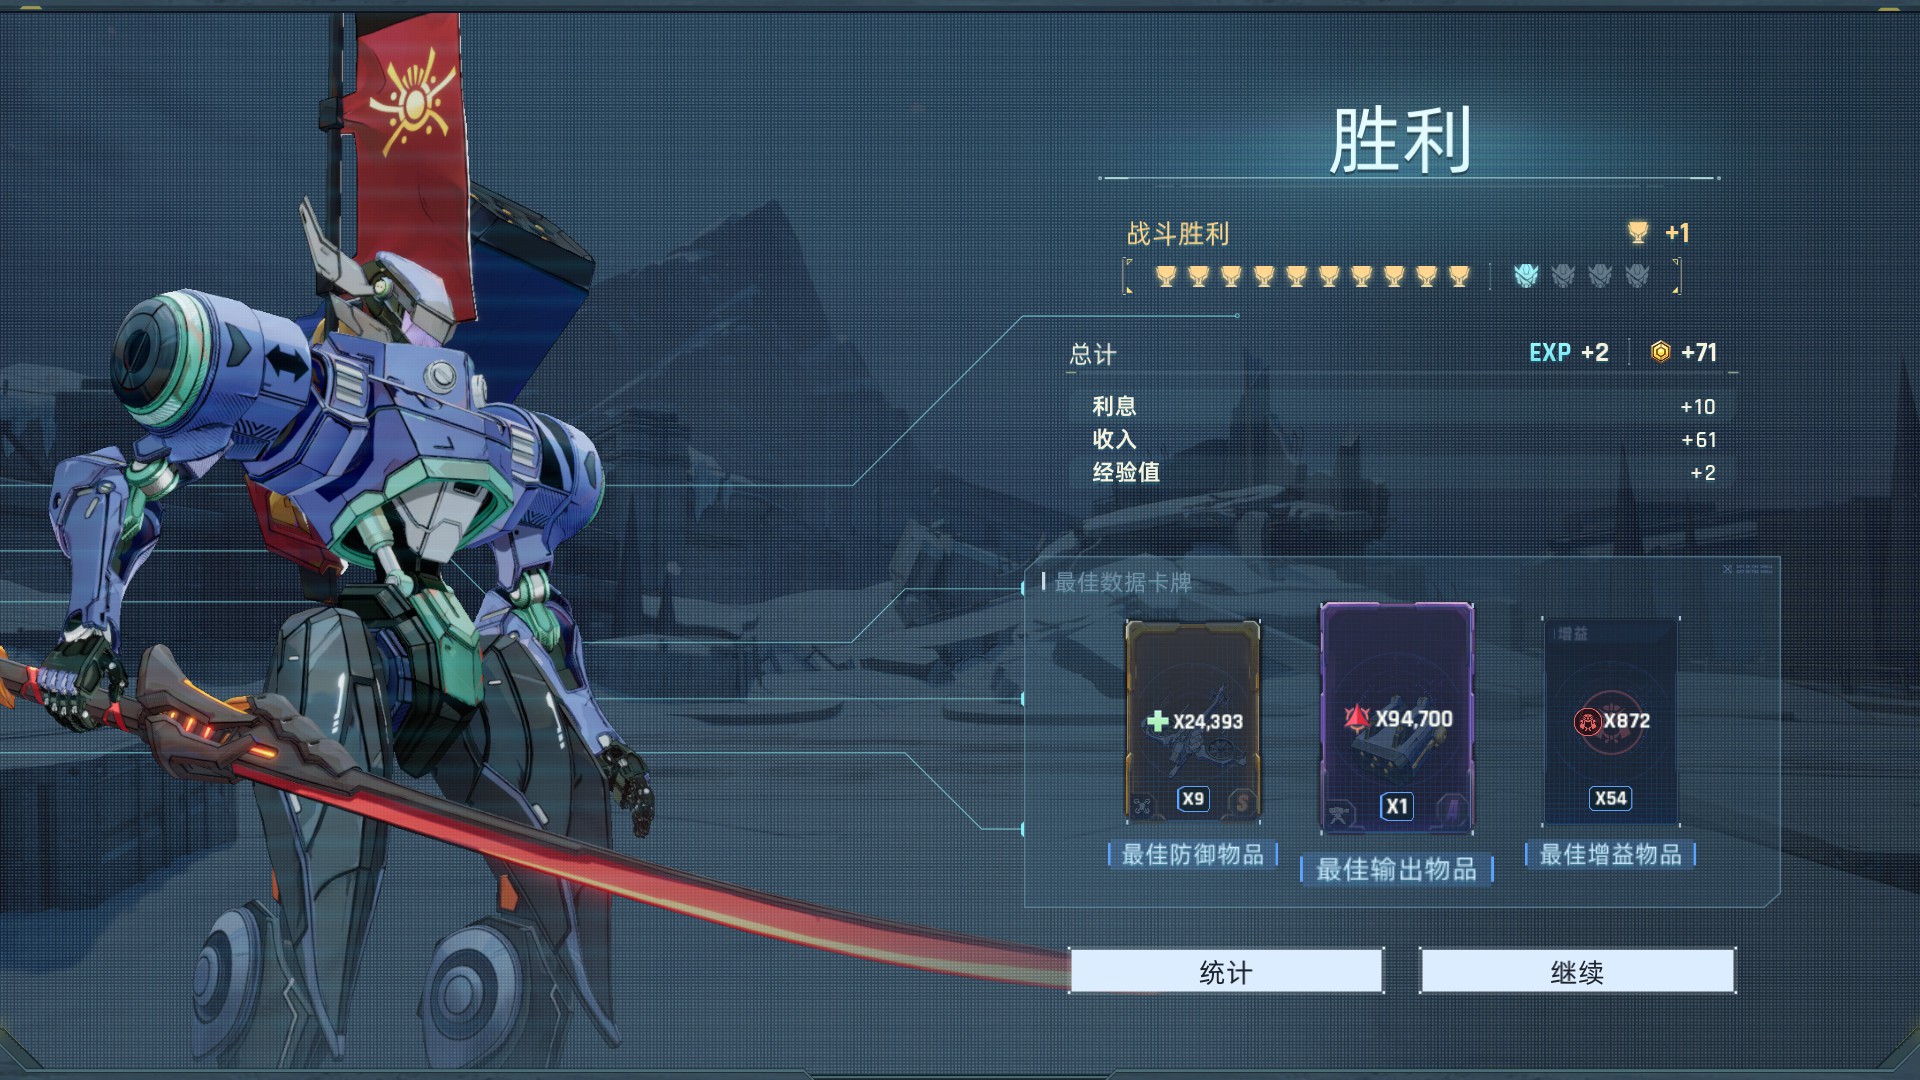 胜利
战斗胜利 +1
总计 EXP +2 +71
利息 +10
收入 +61
经验值 +2
最佳数据卡牌
增益
X24,393
X94,700
X872
X9
S
X1
A
X54
最佳防御物品
最佳输出物品
最佳增益物品
统计
继续